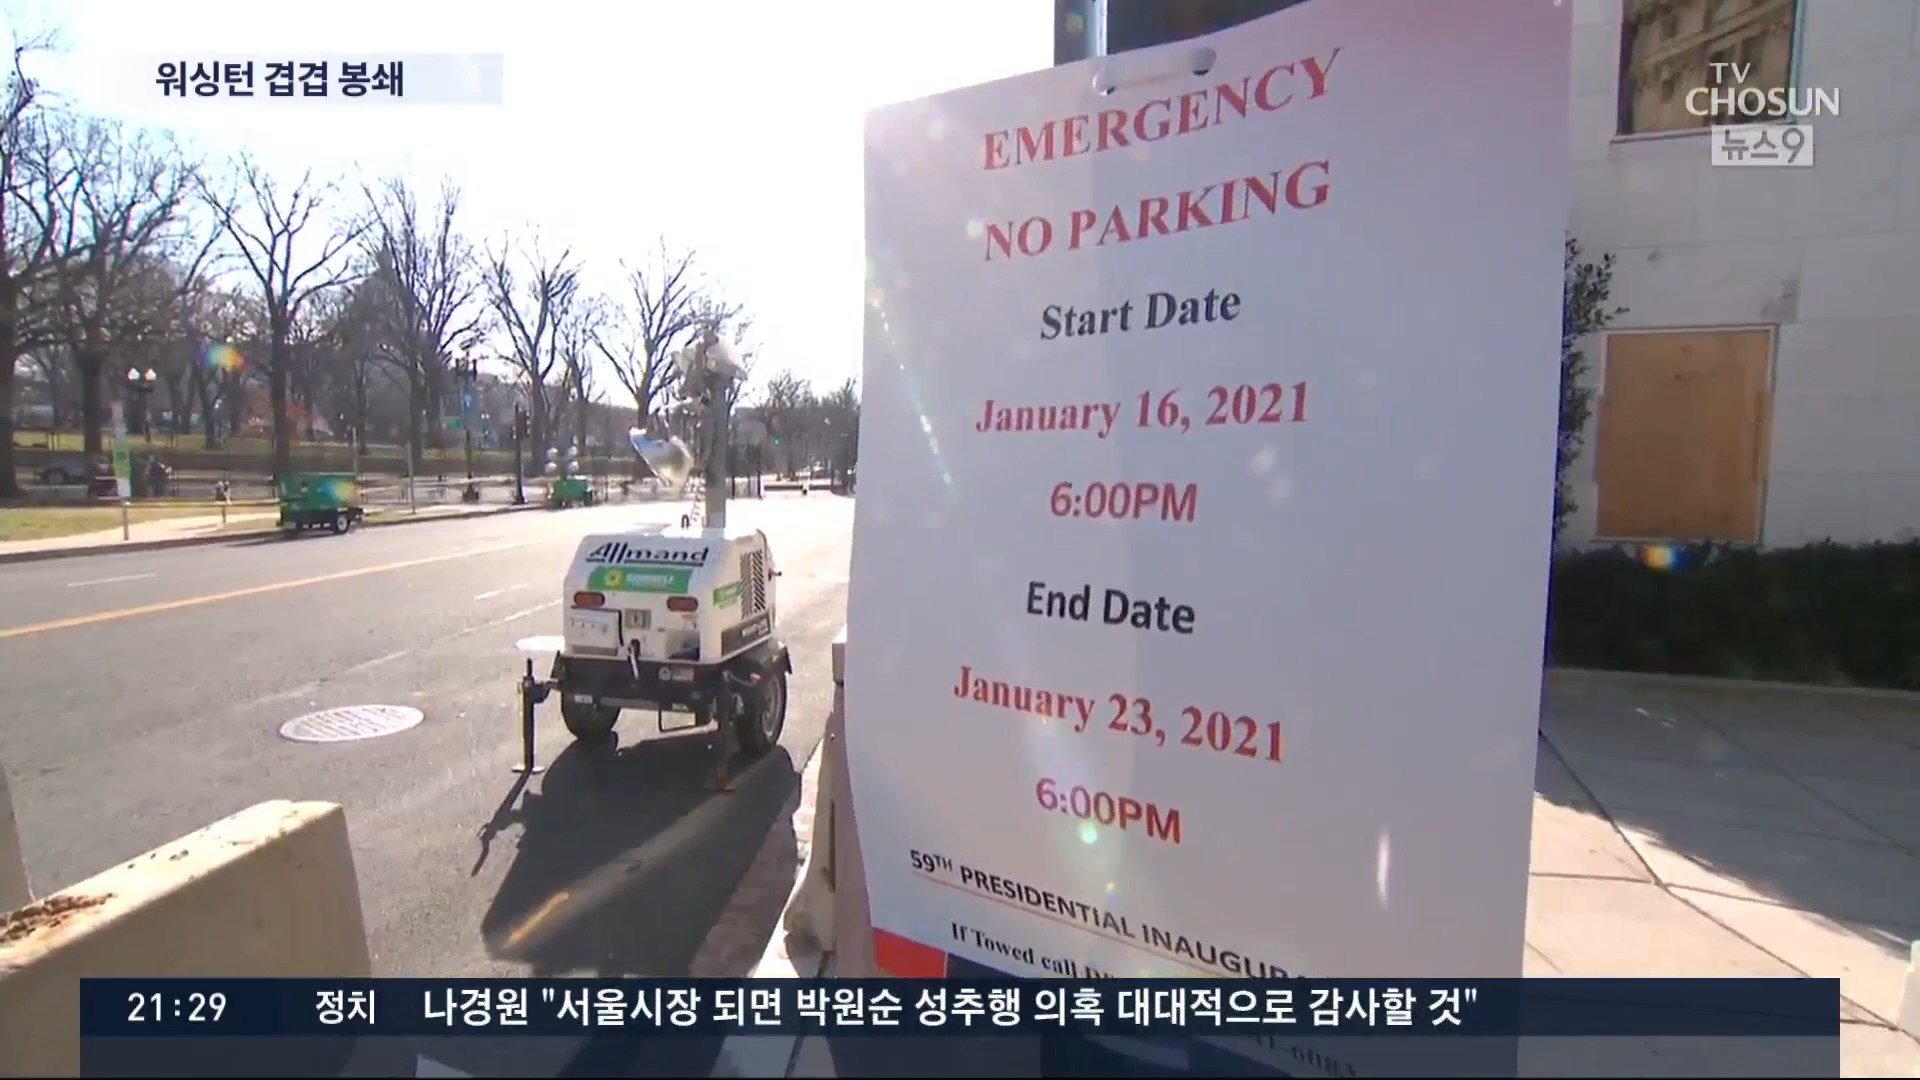 워싱턴 겹겹 봉쇄
TV
CHOSUN
뉴스9
EMERGENCY
NO PARKING
Start Date
January 16, 2021
6:00PM
End Date
January 23, 2021
6:00PM
59TH PRESIDENTIAL
If Towed call
Allmand
21:29 정치 나경원 "서울시장 되면 박원순 성추행 의혹 대대적으로 감사할 것"